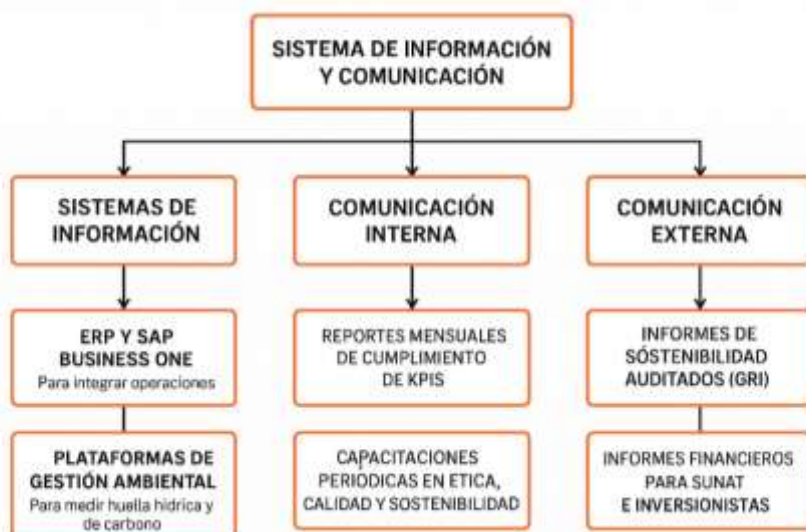 SISTEMA DE INFORMACIÓN
Y COMUNICACIÓN
SISTEMAS DE
INFORMACIÓN
COMUNICACIÓN
INTERNA
COMUNICACIÓN
EXTERNA
ERP Y SAP
BUSINESS ONE
Para integrar operaciones
REPORTES MENSUALES
DE CUMPLIMIENTO
DE KPIS
INFORMES DE
SÓSTENIBILIDAD
AUDITADOS (GRI)
PLATAFORMAS DE
GESTIÓN AMBIENTAL
Para medir huella hidrica y
de carbono
CAPACITACIONES
PERIODICAS EN ETICA,
CALIDAD Y SOSTENIBILIDAD
INFORMES FINANCIEROS
PARA SUNAT
E INVERSIONISTAS